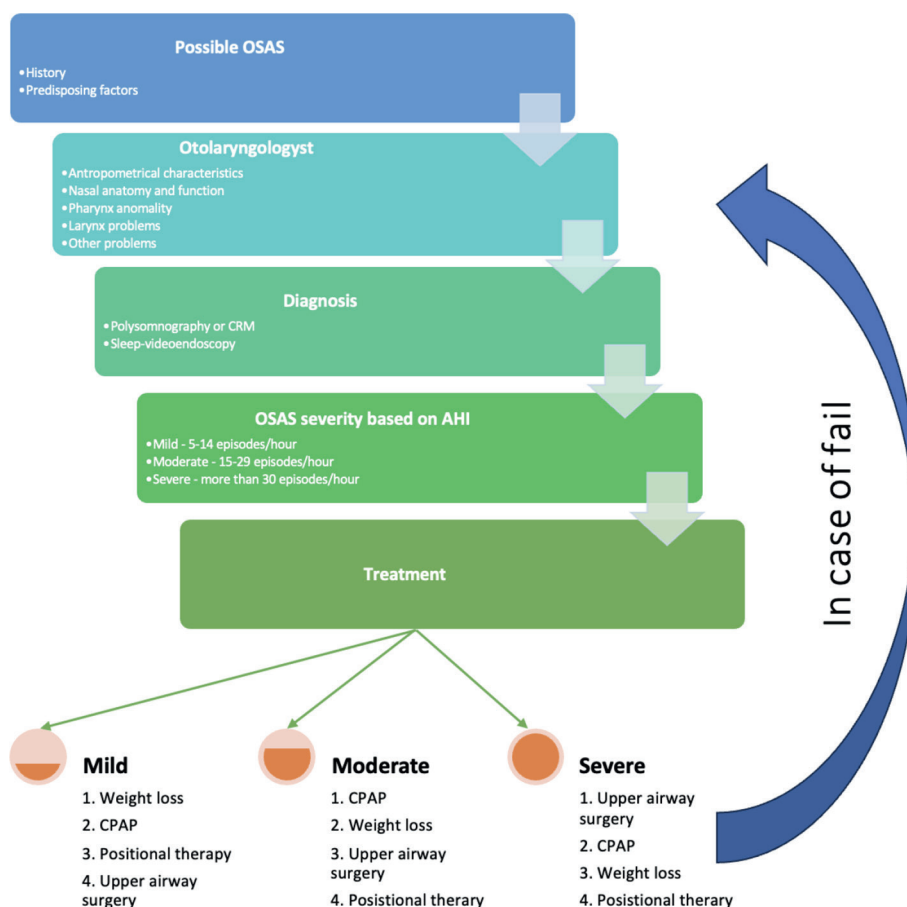 Possible OSAS
•History
•Predisposing factors
Otolaryngologyst
•Antropometrical characteristics
•Nasal anatomy and function
•Pharynx anomality
•Larynx problems
•Other problems
Diagnosis
•Polysomnography or CRM
•Sleep-videoendoscopy
OSAS severity based on AHI
•Mild - 5-14 episodes/hour
•Moderate - 15-29 episodes/hour
•Severe - more than 30 episodes/hour
Treatment
In case of fail
Mild
1. Weight loss
2. CPAP
3. Positional therapy
4. Upper airway
surgery
Moderate
1. CPAP
2. Weight loss
3. Upper airway
surgery
4. Posistional therary
Severe
1. Upper airway
surgery
2. CPAP
3. Weight loss
4. Posistional therary